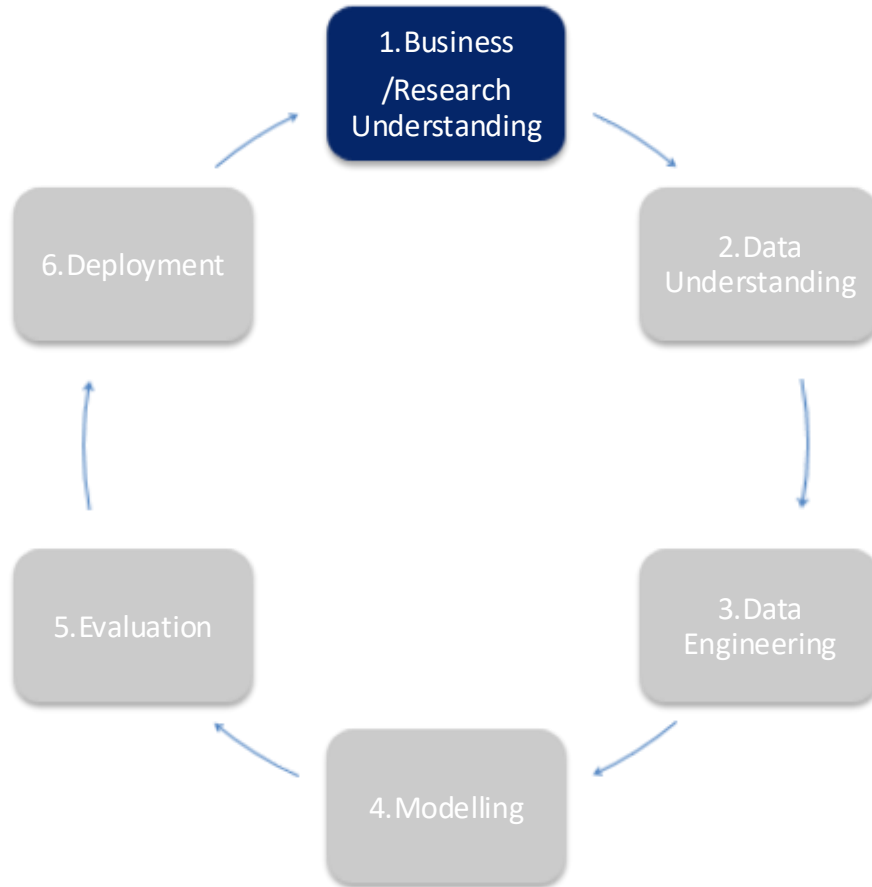 1.Business
/Research
Understanding
2.Data
Understanding
3.Data
Engineering
4.Modelling
5.Evaluation
6.Deployment